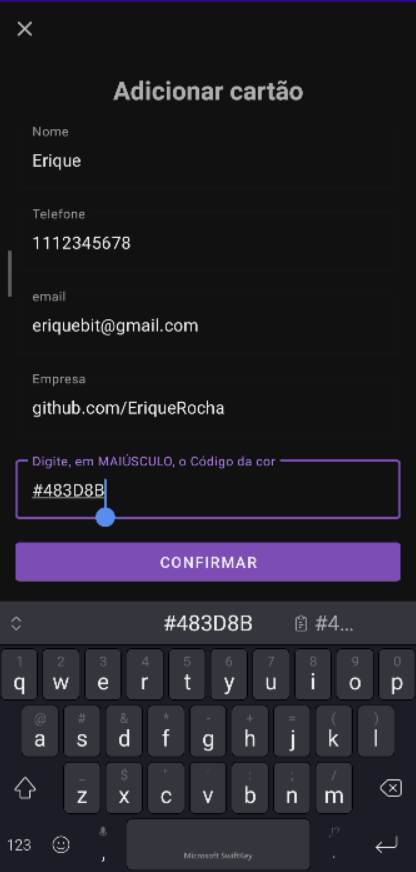 Adicionar cartão
Nome
Erique
Telefone
1112345678
email
eriquebit@gmail.com
Empresa
github.com/EriqueRocha
Digite, em MAIÚSCULO, o Código da cor
#483D8B
CONFIRMAR
#483D8B #4...
1 2 3 4 5 6 7 8 9 0
q w e r t y u i o p
@ # & * - + = ( )
a s d f g h j k l
_ $ " ' : ; /
z x c v b n m
123 , Microsoft SwiftKey ,!? .